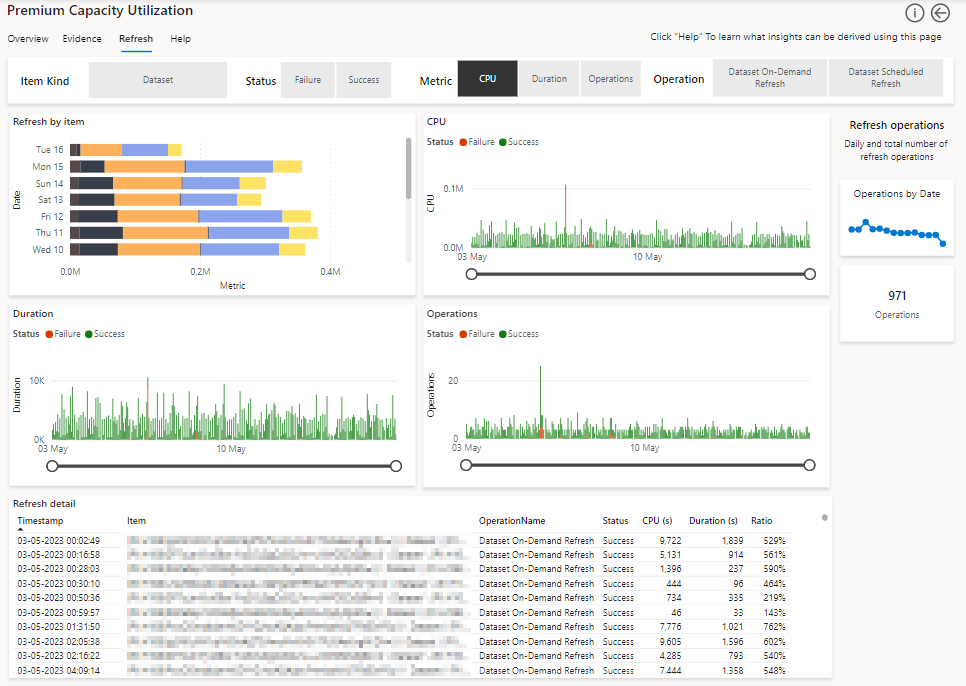 Premium Capacity Utilization
Overview Evidence Refresh Help
Click "Help" To learn what insights can be derived using this page
Item Kind Dataset Status Failure Success Metric CPU Duration Operations Operation Dataset On-Demand Refresh Dataset Scheduled Refresh
Refresh by item
Date
Tue 16
Mon 15
Sun 14
Sat 13
Fri 12
Thu 11
Wed 10
0.0M 0.2M 0.4M
Metric
CPU
Status Failure Success
CPU
0.1M
0.0M
03 May 10 May
Refresh operations
Daily and total number of
refresh operations
Operations by Date
971
Operations
Duration
Status Failure Success
Duration
10K
0K
03 May 10 May
Operations
Status Failure Success
Operations
20
0
03 May 10 May
Refresh detail
Timestamp Item OperationName Status CPU (s) Duration (s) Ratio
03-05-2023 00:02:49 Dataset On-Demand Refresh Success 9,722 1,839 529%
03-05-2023 00:16:58 Dataset On-Demand Refresh Success 5,131 914 561%
03-05-2023 00:28:03 Dataset On-Demand Refresh Success 1,396 237 590%
03-05-2023 00:30:10 Dataset On-Demand Refresh Success 444 96 464%
03-05-2023 00:50:36 Dataset On-Demand Refresh Success 734 335 219%
03-05-2023 00:59:57 Dataset On-Demand Refresh Success 46 33 143%
03-05-2023 01:31:50 Dataset On-Demand Refresh Success 7,776 1,021 762%
03-05-2023 02:05:38 Dataset On-Demand Refresh Success 9,605 1,596 602%
03-05-2023 02:16:22 Dataset On-Demand Refresh Success 4,285 793 540%
03-05-2023 04:09:14 Dataset On-Demand Refresh Success 7,444 1,358 548%